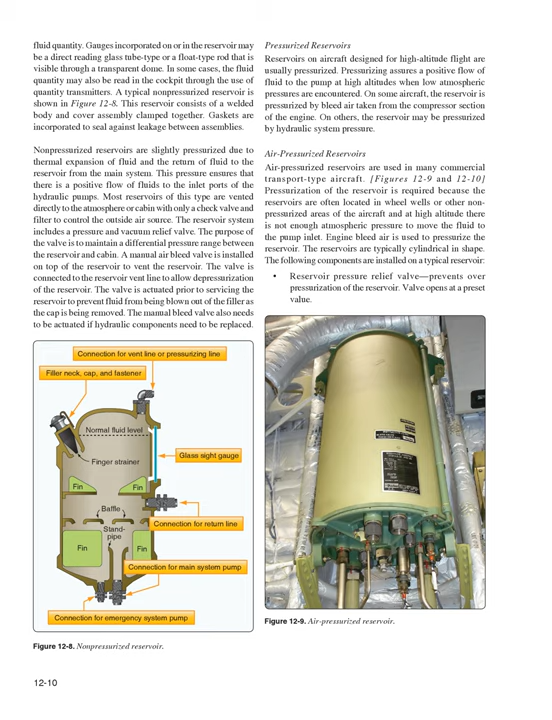 fluid quantity. Gauges incorporated on or in the reservoir may
be a direct reading glass tube-type or a float-type rod that is
visible through a transparent dome. In some cases, the fluid
quantity may also be read in the cockpit through the use of
quantity transmitters. A typical nonpressurized reservoir is
shown in Figure 12-8. This reservoir consists of a welded
body and cover assembly clamped together. Gaskets are
incorporated to seal against leakage between assemblies.
Nonpressurized reservoirs are slightly pressurized due to
thermal expansion of fluid and the return of fluid to the
reservoir from the main system. This pressure ensures that
there is a positive flow of fluids to the inlet ports of the
hydraulic pumps. Most reservoirs of this type are vented
directly to the atmosphere or cabin with only a check valve and
filter to control the outside air source. The reservoir system
includes a pressure and vacuum relief valve. The purpose of
the valve is to maintain a differential pressure range between
the reservoir and cabin. A manual air bleed valve is installed
on top of the reservoir to vent the reservoir. The valve is
connected to the reservoir vent line to allow depressurization
of the reservoir. The valve is actuated prior to servicing the
reservoir to prevent fluid from being blown out of the filler as
the cap is being removed. The manual bleed valve also needs
to be actuated if hydraulic components need to be replaced.
Connection for vent line or pressurizing line
Filler neck, cap, and fastener
Normal fluid level
Glass sight gauge
Finger strainer
Fin
Fin
Baffle
Connection for return line
Stand-
pipe
Fin
Fin
Connection for main system pump
Connection for emergency system pump
Figure 12-8. Nonpressurized reservoir.
Pressurized Reservoirs
Reservoirs on aircraft designed for high-altitude flight are
usually pressurized. Pressurizing assures a positive flow of
fluid to the pump at high altitudes when low atmospheric
pressures are encountered. On some aircraft, the reservoir is
pressurized by bleed air taken from the compressor section
of the engine. On others, the reservoir may be pressurized
by hydraulic system pressure.
Air-Pressurized Reservoirs
Air-pressurized reservoirs are used in many commercial
transport-type aircraft. [Figures 12-9 and 12-10]
Pressurization of the reservoir is required because the
reservoirs are often located in wheel wells or other non-
pressurized areas of the aircraft and at high altitude there
is not enough atmospheric pressure to move the fluid to
the pump inlet. Engine bleed air is used to pressurize the
reservoir. The reservoirs are typically cylindrical in shape.
The following components are installed on a typical reservoir:
• Reservoir pressure relief valve—prevents over
pressurization of the reservoir. Valve opens at a preset
value.
Figure 12-9. Air-pressurized reservoir.
12-10